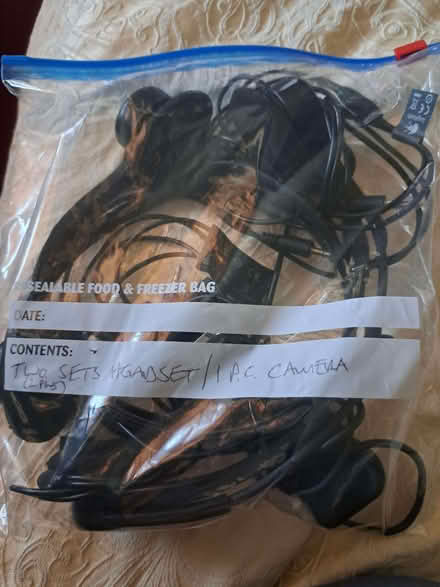 SEALABLE FOOD & FREEZER BAG
DATE:
CONTENTS:
TWO SETS HEADSET/1 P.C. CAMERA